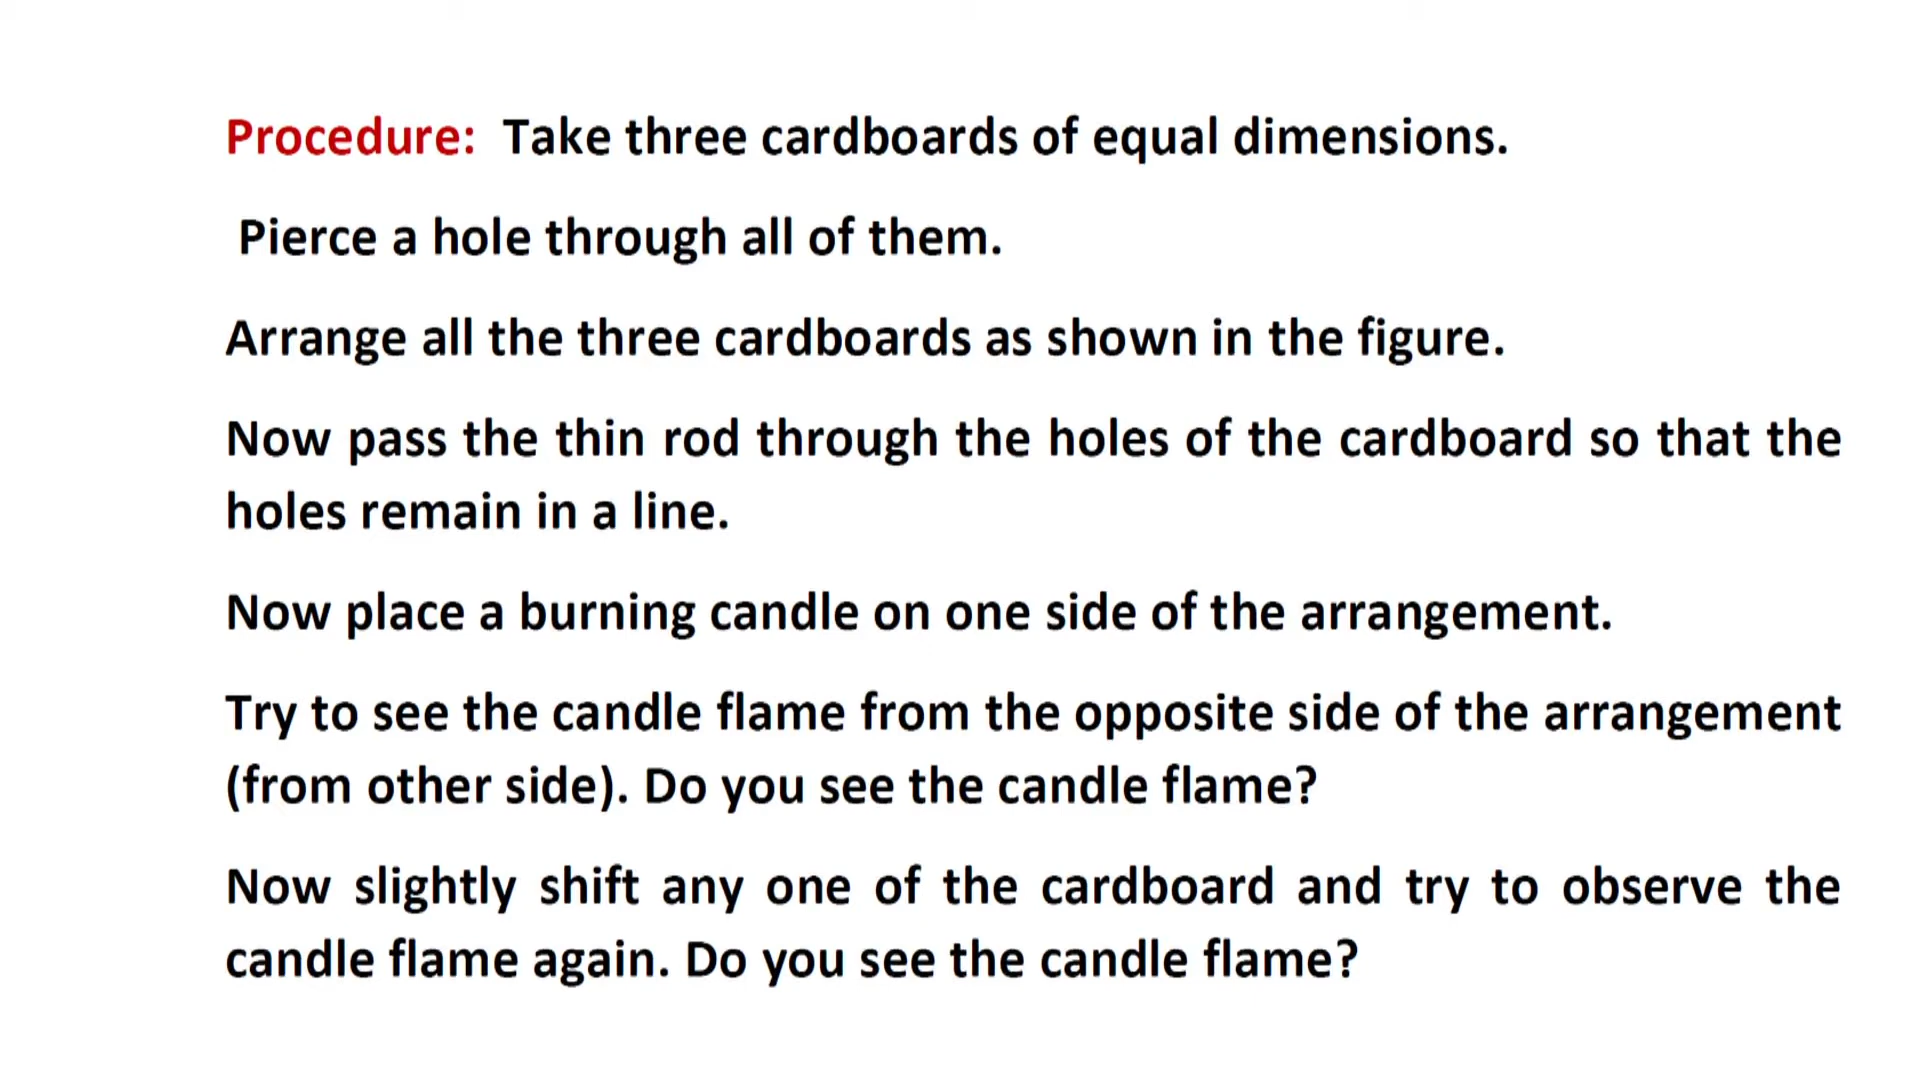 Procedure: Take three cardboards of equal dimensions.
Pierce a hole through all of them.
Arrange all the three cardboards as shown in the figure.
Now pass the thin rod through the holes of the cardboard so that the
holes remain in a line.
Now place a burning candle on one side of the arrangement.
Try to see the candle flame from the opposite side of the arrangement
(from other side). Do you see the candle flame?
Now slightly shift any one of the cardboard and try to observe the
candle flame again. Do you see the candle flame?